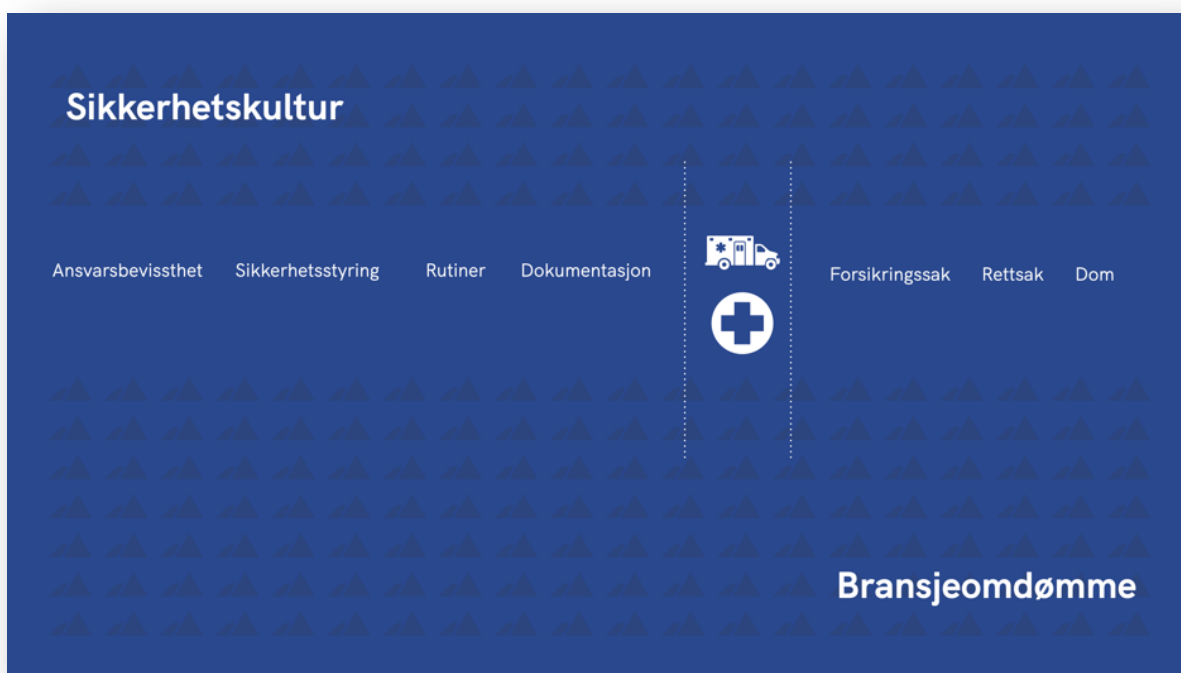 Sikkerhetskultur
Ansvarsbevissthet Sikkerhetsstyring Rutiner Dokumentasjon Forsikringssak Rettsak Dom
Bransjeomdømme